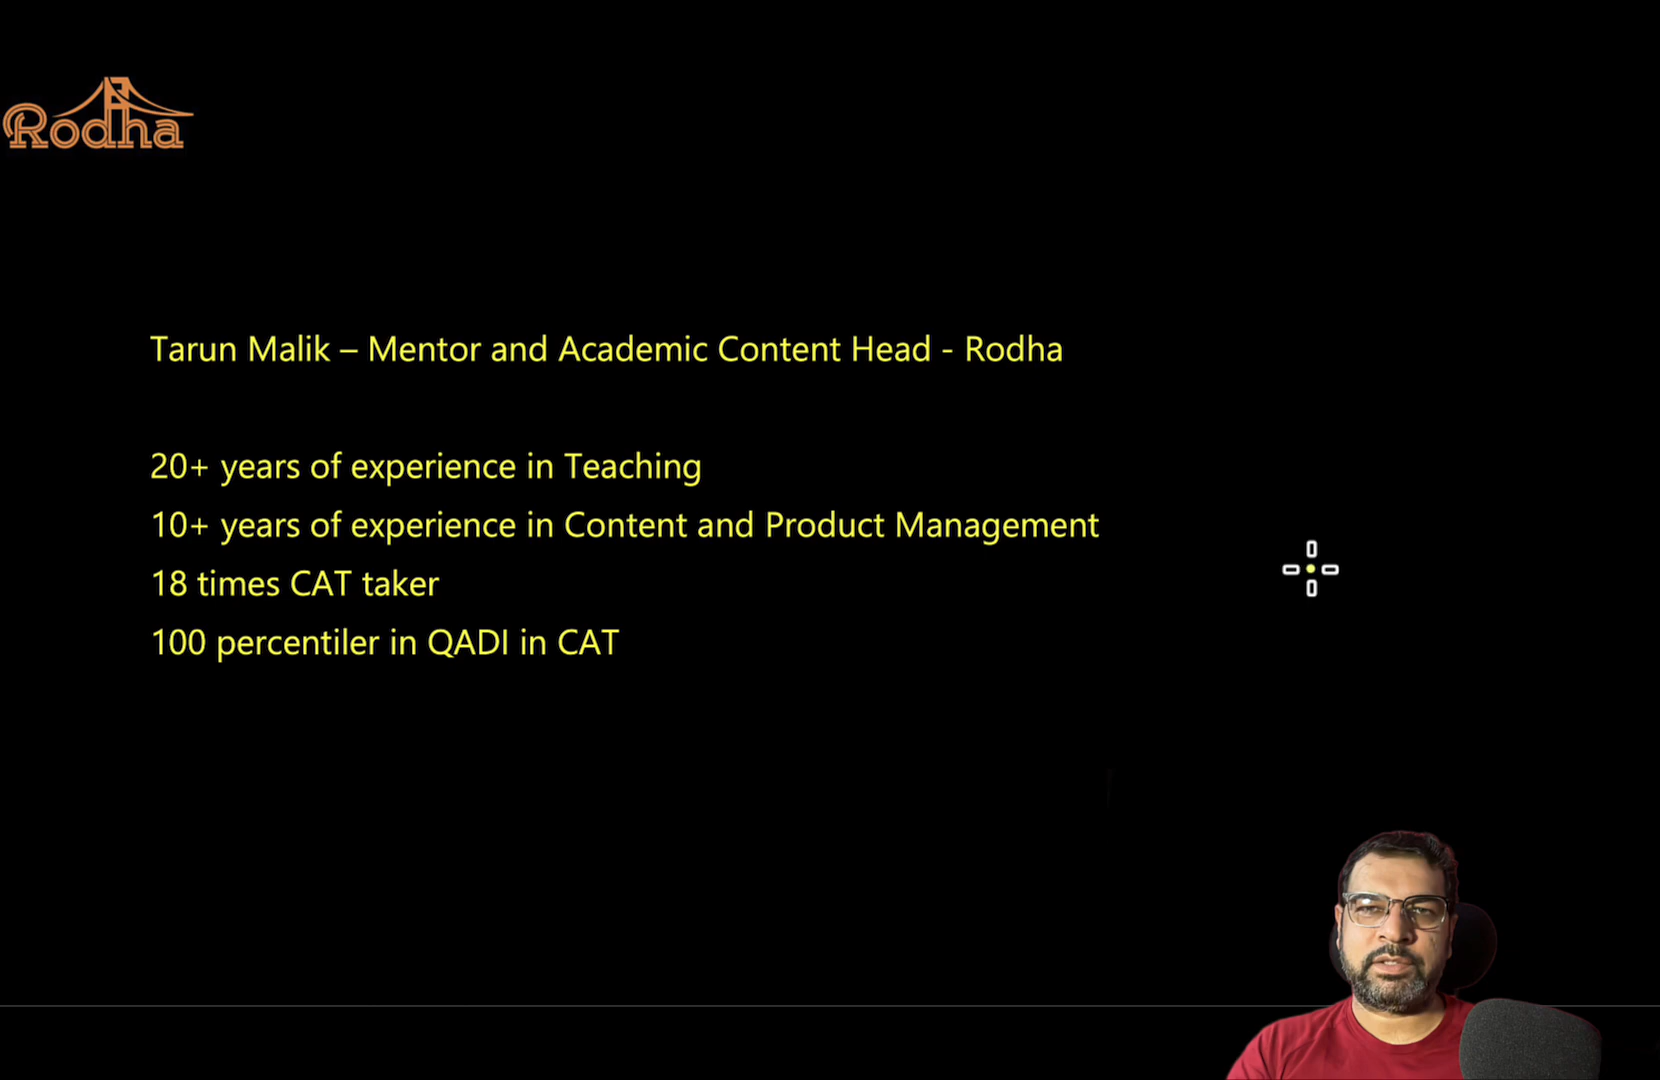 Rodha
Tarun Malik – Mentor and Academic Content Head - Rodha
20+ years of experience in Teaching
10+ years of experience in Content and Product Management
18 times CAT taker
100 percentiler in QADI in CAT